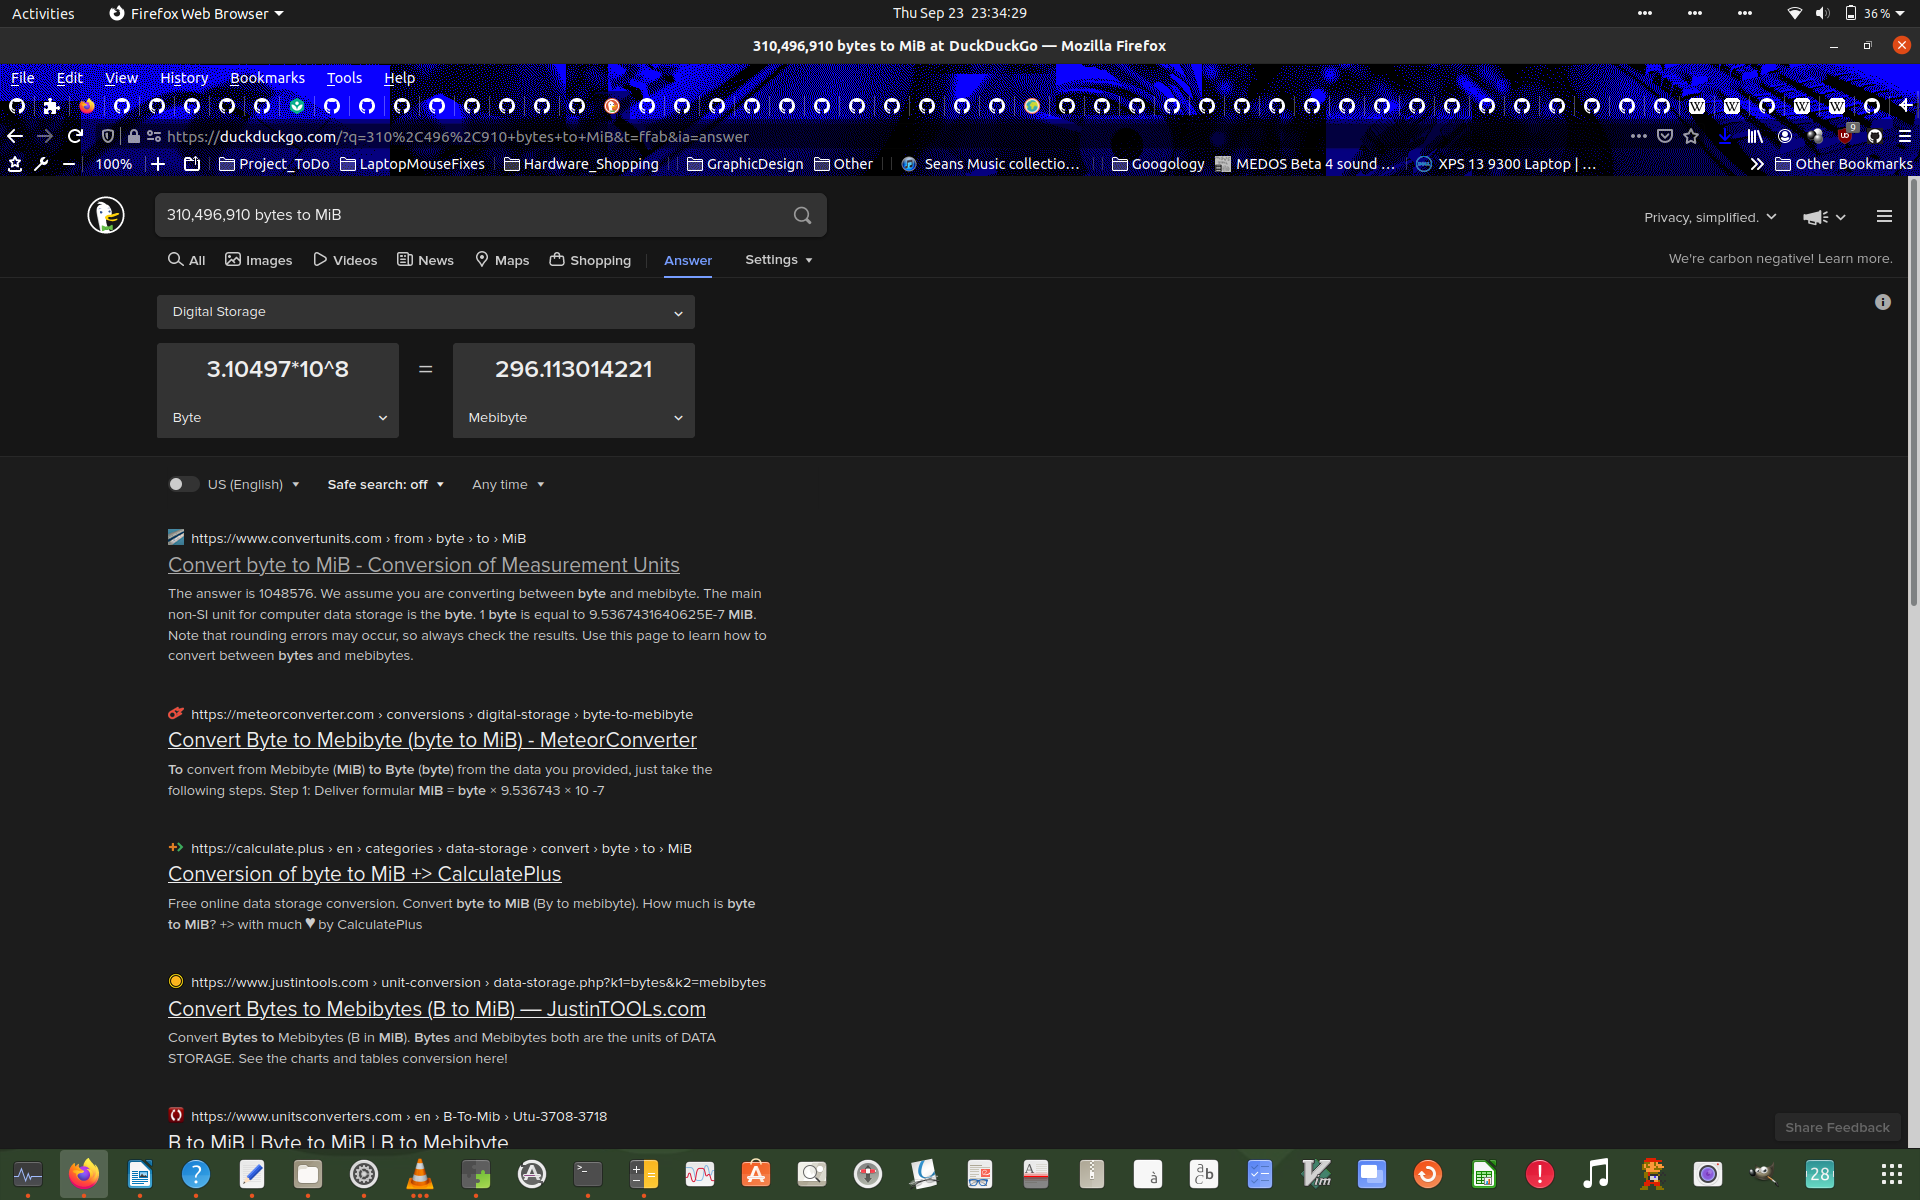 Activities
Firefox Web Browser
Thu Sep 23 23:34:29
36 %
310,496,910 bytes to MiB at DuckDuckGo — Mozilla Firefox
File Edit View History Bookmarks Tools Help
https://duckduckgo.com/?q=310%2C496%2C910+bytes+to+MiB&t=ffab&ia=answer
9
100% Project_ToDo LaptopMouseFixes Hardware_Shopping GraphicDesign Other Seans Music collectio… Googology MEDOS Beta 4 sound … XPS 13 9300 Laptop | … Other Bookmarks
310,496,910 bytes to MiB
Privacy, simplified.
All Images Videos News Maps Shopping Answer Settings
We're carbon negative! Learn more.
Digital Storage
3.10497*10^8 = 296.113014221
Byte Mebibyte
US (English) Safe search: off Any time
https://www.convertunits.com › from › byte › to › MiB
Convert byte to MiB - Conversion of Measurement Units
The answer is 1048576. We assume you are converting between byte and mebibyte. The main
non-SI unit for computer data storage is the byte. 1 byte is equal to 9.5367431640625E-7 MiB.
Note that rounding errors may occur, so always check the results. Use this page to learn how to
convert between bytes and mebibytes.
https://meteorconverter.com › conversions › digital-storage › byte-to-mebibyte
Convert Byte to Mebibyte (byte to MiB) - MeteorConverter
To convert from Mebibyte (MiB) to Byte (byte) from the data you provided, just take the
following steps. Step 1: Deliver formular MiB = byte × 9.536743 × 10 -7
https://calculate.plus › en › categories › data-storage › convert › byte › to › MiB
Conversion of byte to MiB +> CalculatePlus
Free online data storage conversion. Convert byte to MiB (By to mebibyte). How much is byte
to MiB? +> with much ♥ by CalculatePlus
https://www.justintools.com › unit-conversion › data-storage.php?k1=bytes&k2=mebibytes
Convert Bytes to Mebibytes (B to MiB) — JustinTOOLs.com
Convert Bytes to Mebibytes (B in MiB). Bytes and Mebibytes both are the units of DATA
STORAGE. See the charts and tables conversion here!
https://www.unitsconverters.com › en › B-To-Mib › Utu-3708-3718
B to MiB | Byte to MiB | B to Mebibyte
Share Feedback
28